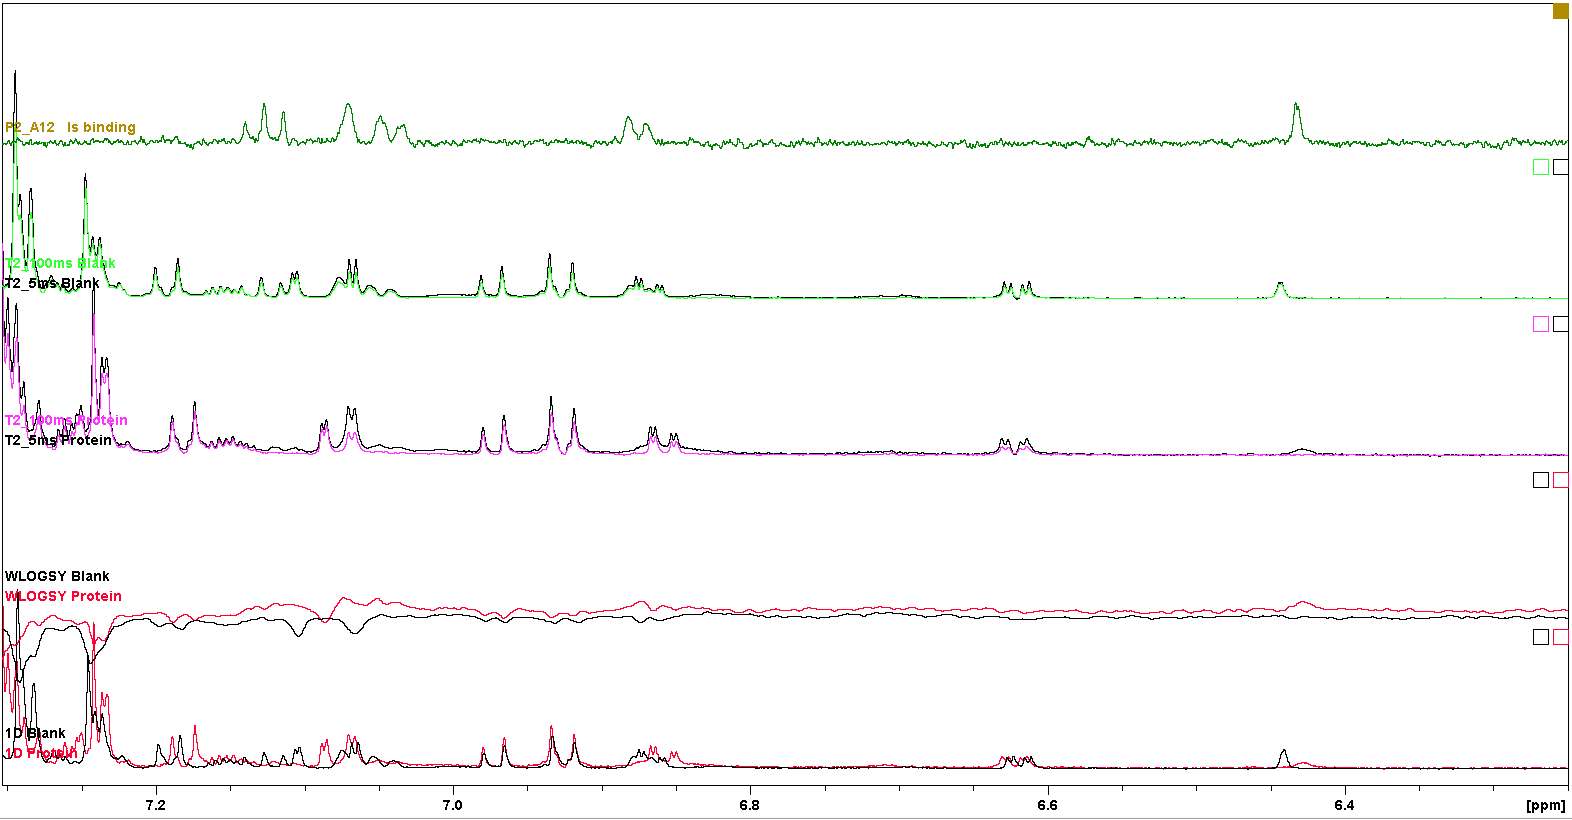 P2_A12 Is binding
T2_100ms Blank
T2_5ms Blank
T2_100ms Protein
T2_5ms Protein
WLOGSY Blank
WLOGSY Protein
1D Blank
1D Protein
7.2 7.0 6.8 6.6 6.4 [ppm]